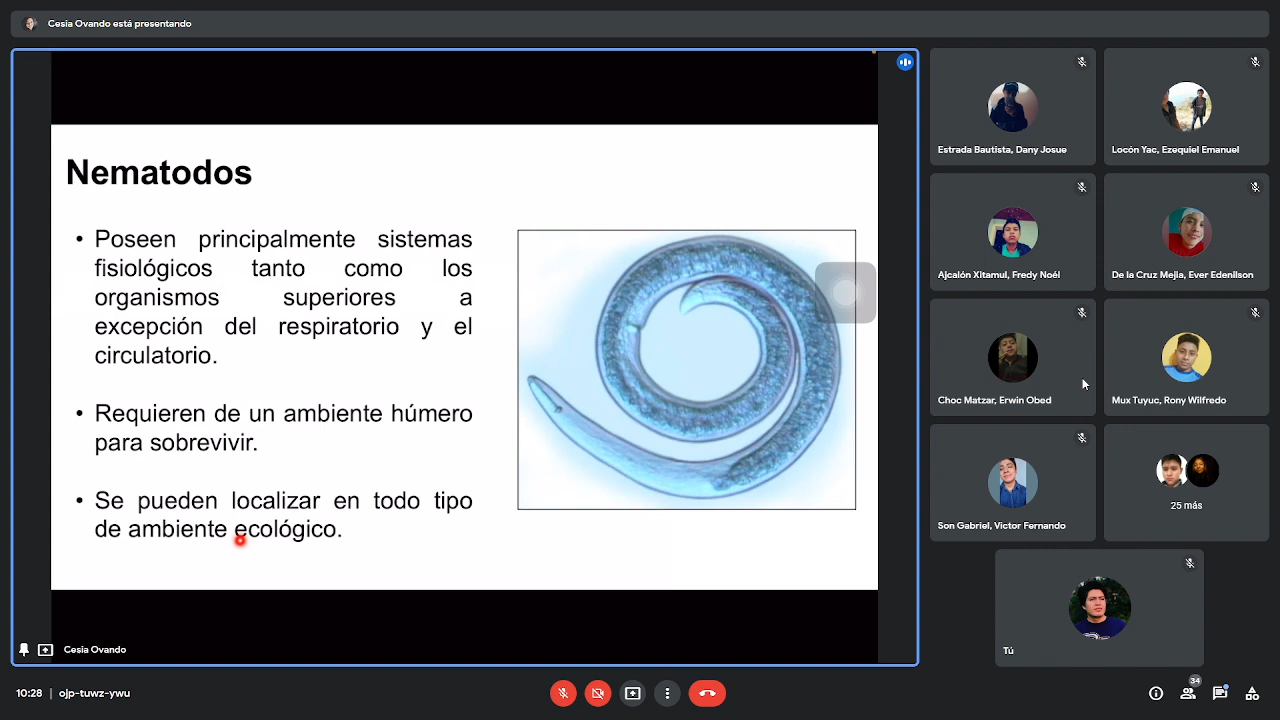 Cesia Ovando está presentando
Nematodos
• Poseen principalmente sistemas
fisiológicos tanto como los
organismos superiores a
excepción del respiratorio y el
circulatorio.
• Requieren de un ambiente húmero
para sobrevivir.
• Se pueden localizar en todo tipo
de ambiente ecológico.
Cesia Ovando
Estrada Bautista, Dany Josue
Locón Yac, Ezequiel Emanuel
Ajcalón Xitamul, Fredy Noél
De la Cruz Mejia, Ever Edenilson
Choc Matzar, Erwin Obed
Mux Tuyuc, Rony Wilfredo
Son Gabriel, Victor Fernando
25 más
Tú
10:28 | ojp-tuwz-ywu
34